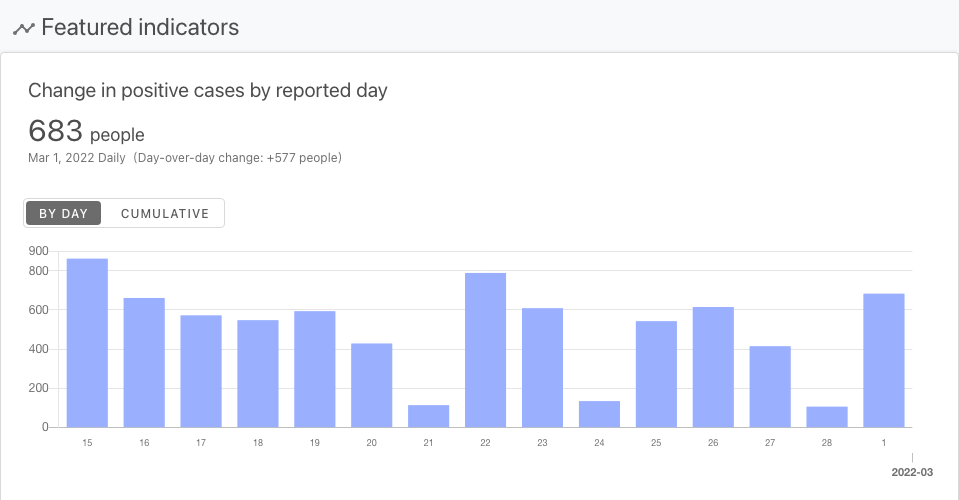 Featured indicators
Change in positive cases by reported day
683 people
Mar 1, 2022 Daily (Day-over-day change: +577 people)
BY DAY CUMULATIVE
900
800
600
400
200
0
15 16 17 18 19 20 21 22 23 24 25 26 27 28 1
2022-03